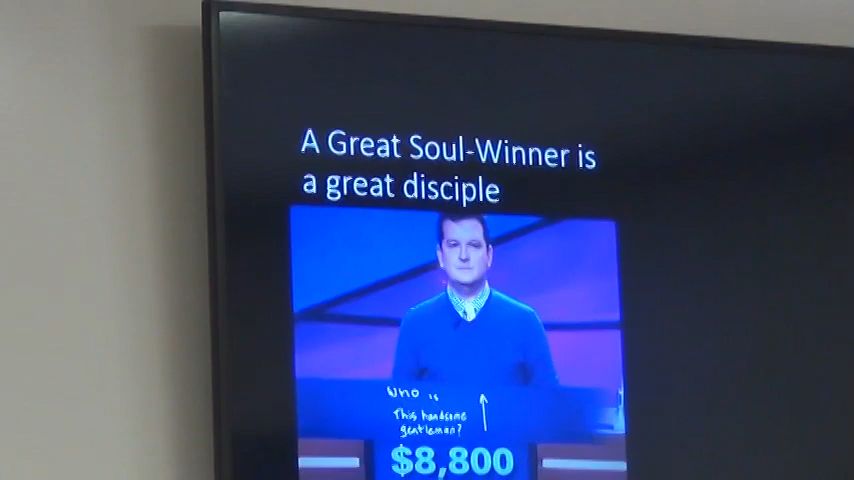 A Great Soul-Winner is
a great disciple
Who is
This handsome
gentleman?
$8,800